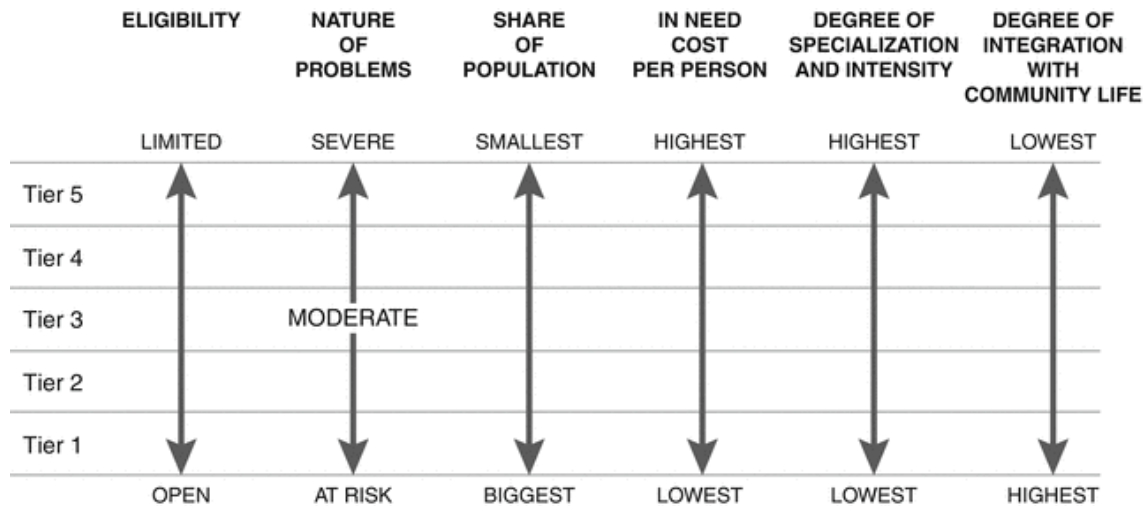 ELIGIBILITY
NATURE
OF
PROBLEMS
SHARE
OF
POPULATION
IN NEED
COST
PER PERSON
DEGREE OF
SPECIALIZATION
AND INTENSITY
DEGREE OF
INTEGRATION
WITH
COMMUNITY LIFE
LIMITED
SEVERE
SMALLEST
HIGHEST
HIGHEST
LOWEST
Tier 5
Tier 4
Tier 3
MODERATE
Tier 2
Tier 1
OPEN
AT RISK
BIGGEST
LOWEST
LOWEST
HIGHEST